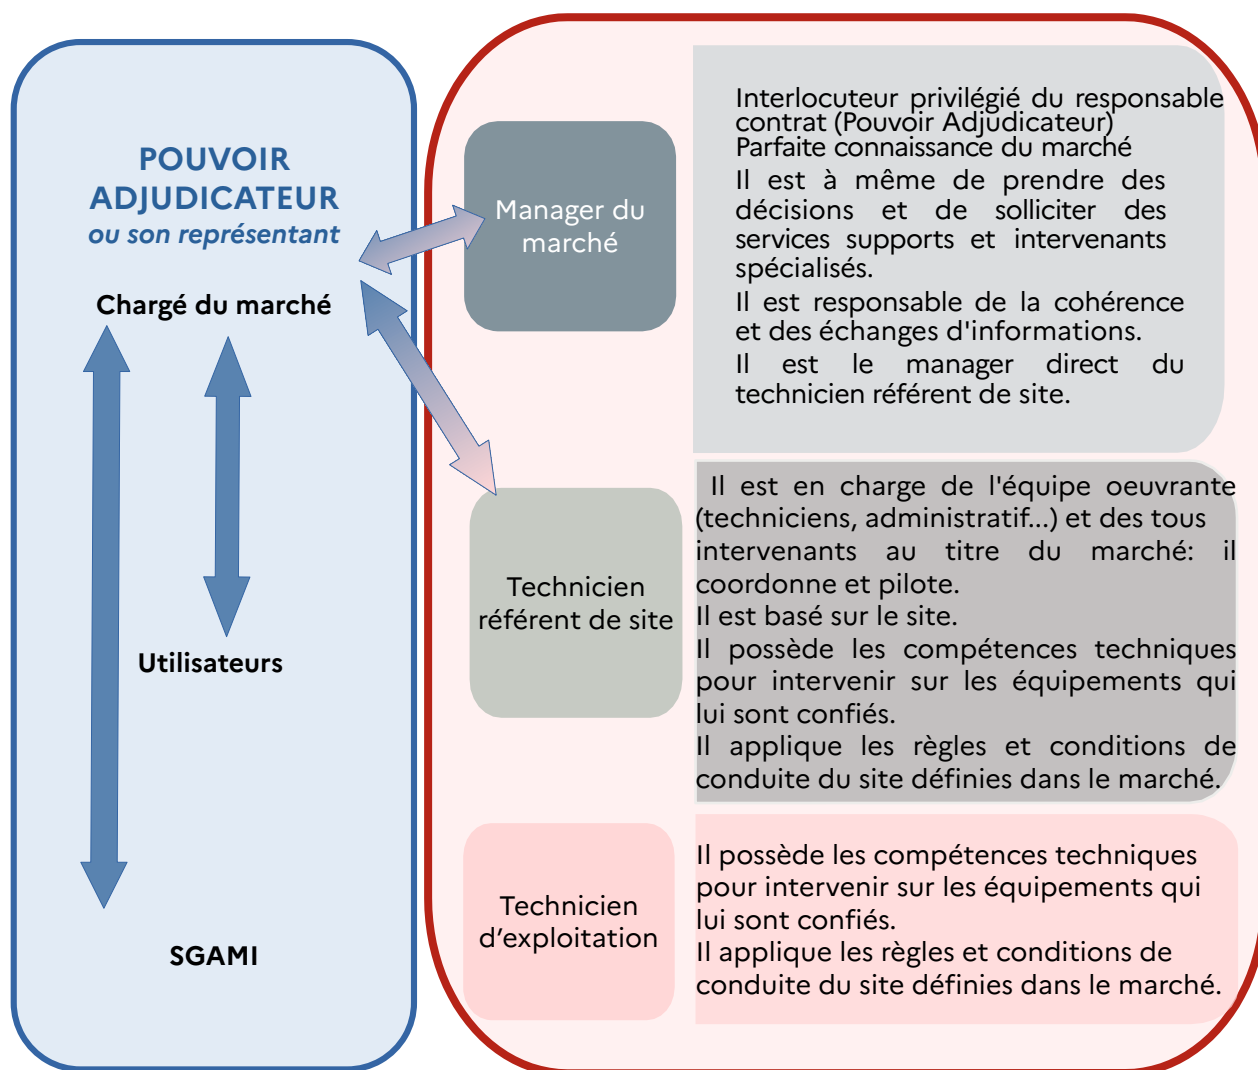 POUVOIR
ADJUDICATEUR
ou son représentant
Chargé du marché
Utilisateurs
SGAMI
Manager du
marché
Interlocuteur privilégié du responsable
contrat (Pouvoir Adjudicateur)
Parfaite connaissance du marché
Il est à même de prendre des
décisions et de solliciter des
services supports et intervenants
spécialisés.
Il est responsable de la cohérence
et des échanges d'informations.
Il est le manager direct du
technicien référent de site.
Technicien
référent de site
Il est en charge de l'équipe oeuvrante
(techniciens, administratif...) et des tous
intervenants au titre du marché: il
coordonne et pilote.
Il est basé sur le site.
Il possède les compétences techniques
pour intervenir sur les équipements qui
lui sont confiés.
Il applique les règles et conditions de
conduite du site définies dans le marché.
Technicien
d’exploitation
Il possède les compétences techniques
pour intervenir sur les équipements qui
lui sont confiés.
Il applique les règles et conditions de
conduite du site définies dans le marché.